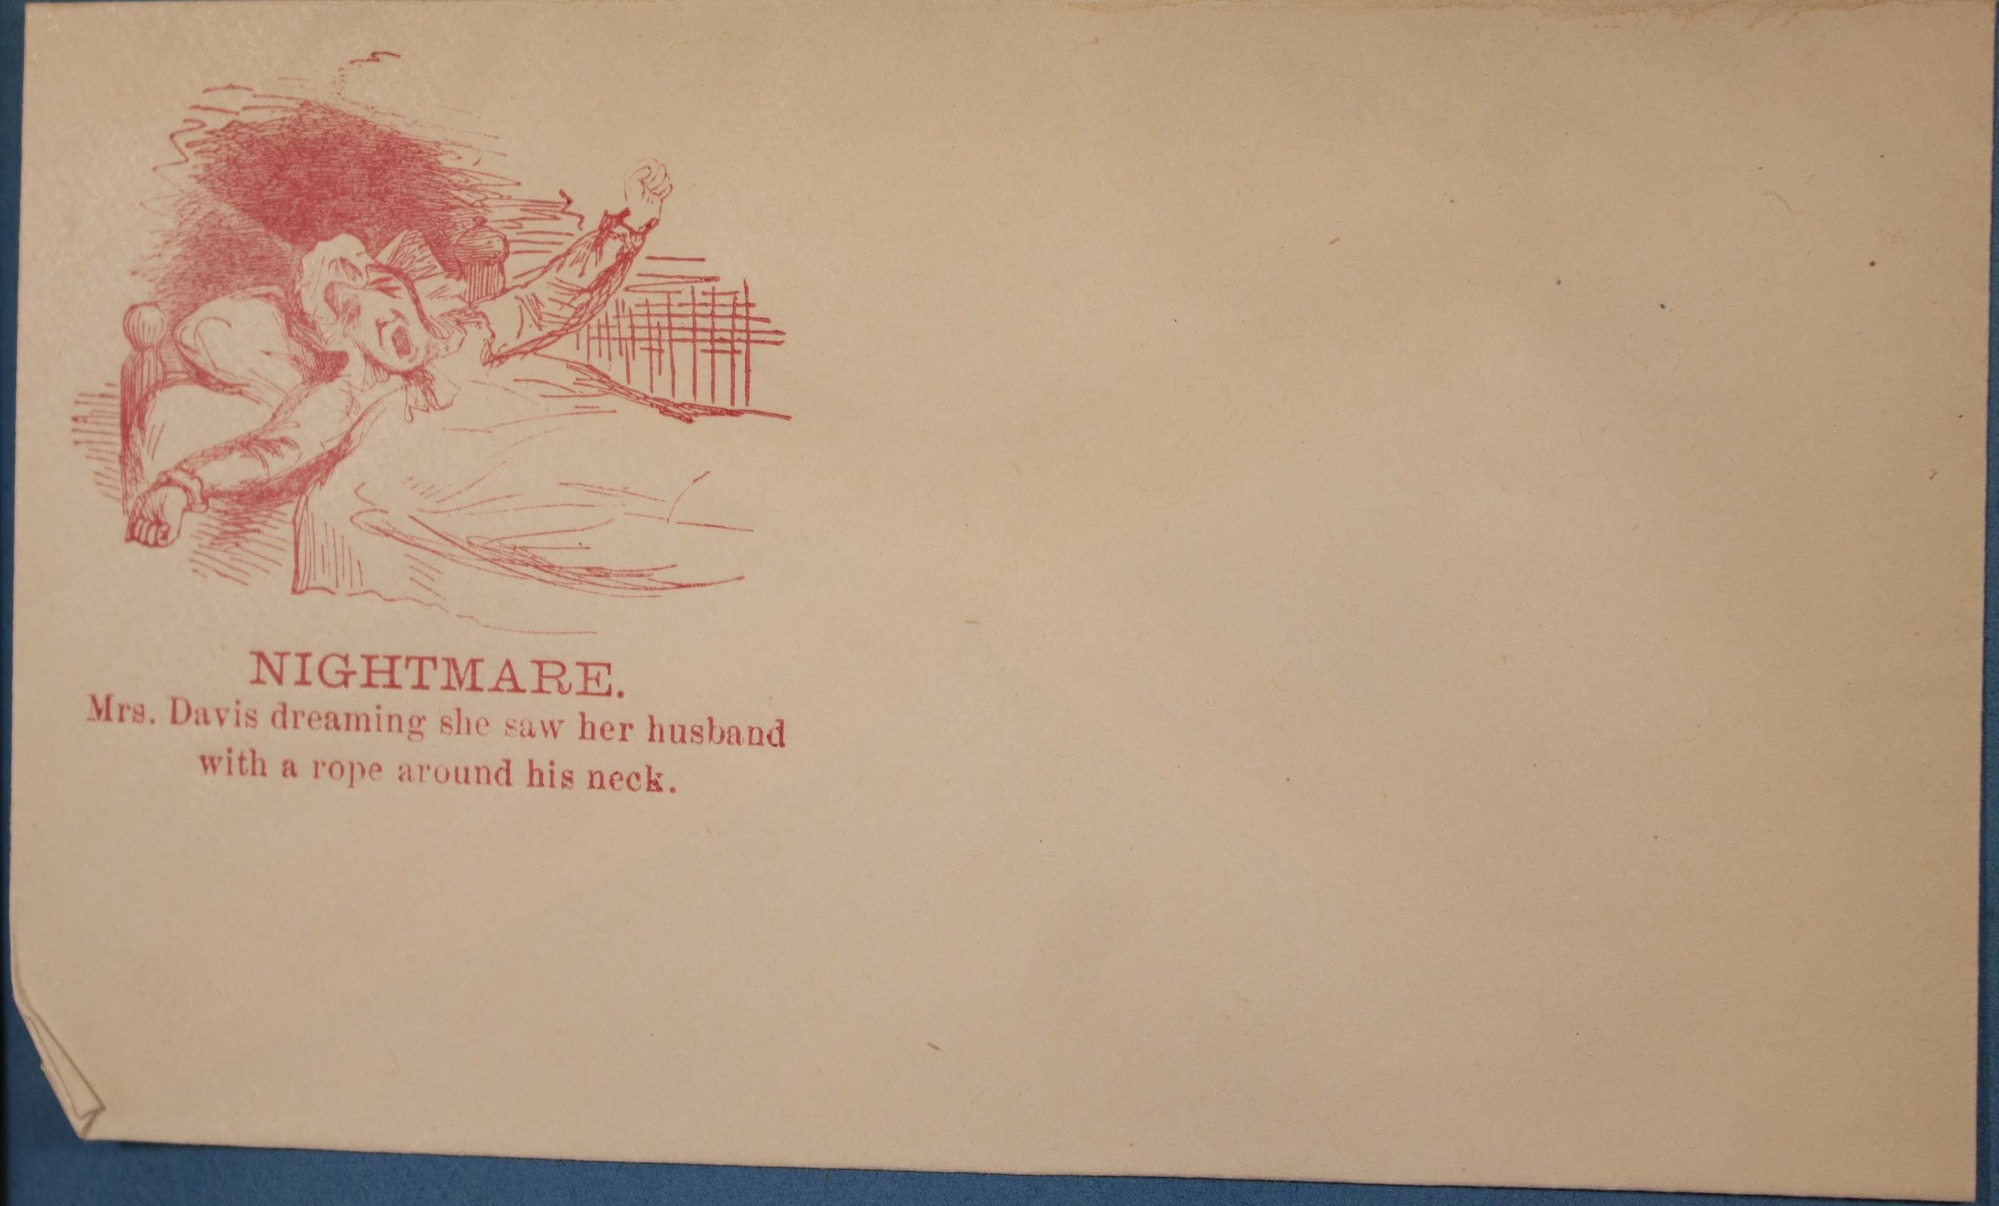 NIGHTMARE.
Mrs. Davis dreaming she saw her husband
with a rope around his neck.